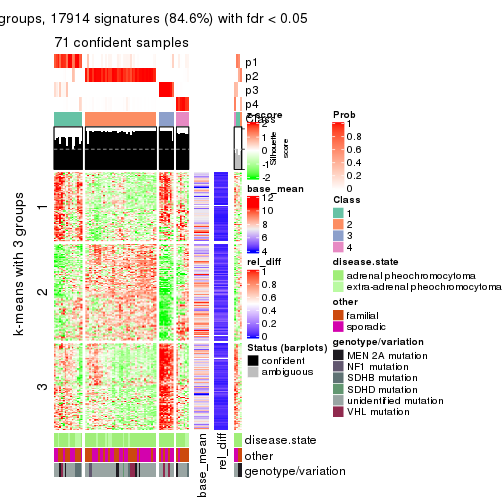 groups, 17914 signatures (84.6%) with fdr < 0.05
71 confident samples
p1
p2
p3
p4
Class
Silhouette
score
k-means with 3 groups
1
2
3
z-score
2
1
0
-1
-2
base_mean
12
10
8
6
4
rel_diff
1
0.8
0.6
0.4
0.2
0
Status (barplots)
confident
ambiguous
Prob
1
0.8
0.6
0.4
0.2
0
Class
1
2
3
4
disease.state
adrenal pheochromocytoma
extra-adrenal pheochromocytoma
other
familial
sporadic
genotype/variation
MEN 2A mutation
NF1 mutation
SDHB mutation
SDHD mutation
unidentified mutation
VHL mutation
disease.state
other
genotype/variation
base_mean
rel_diff